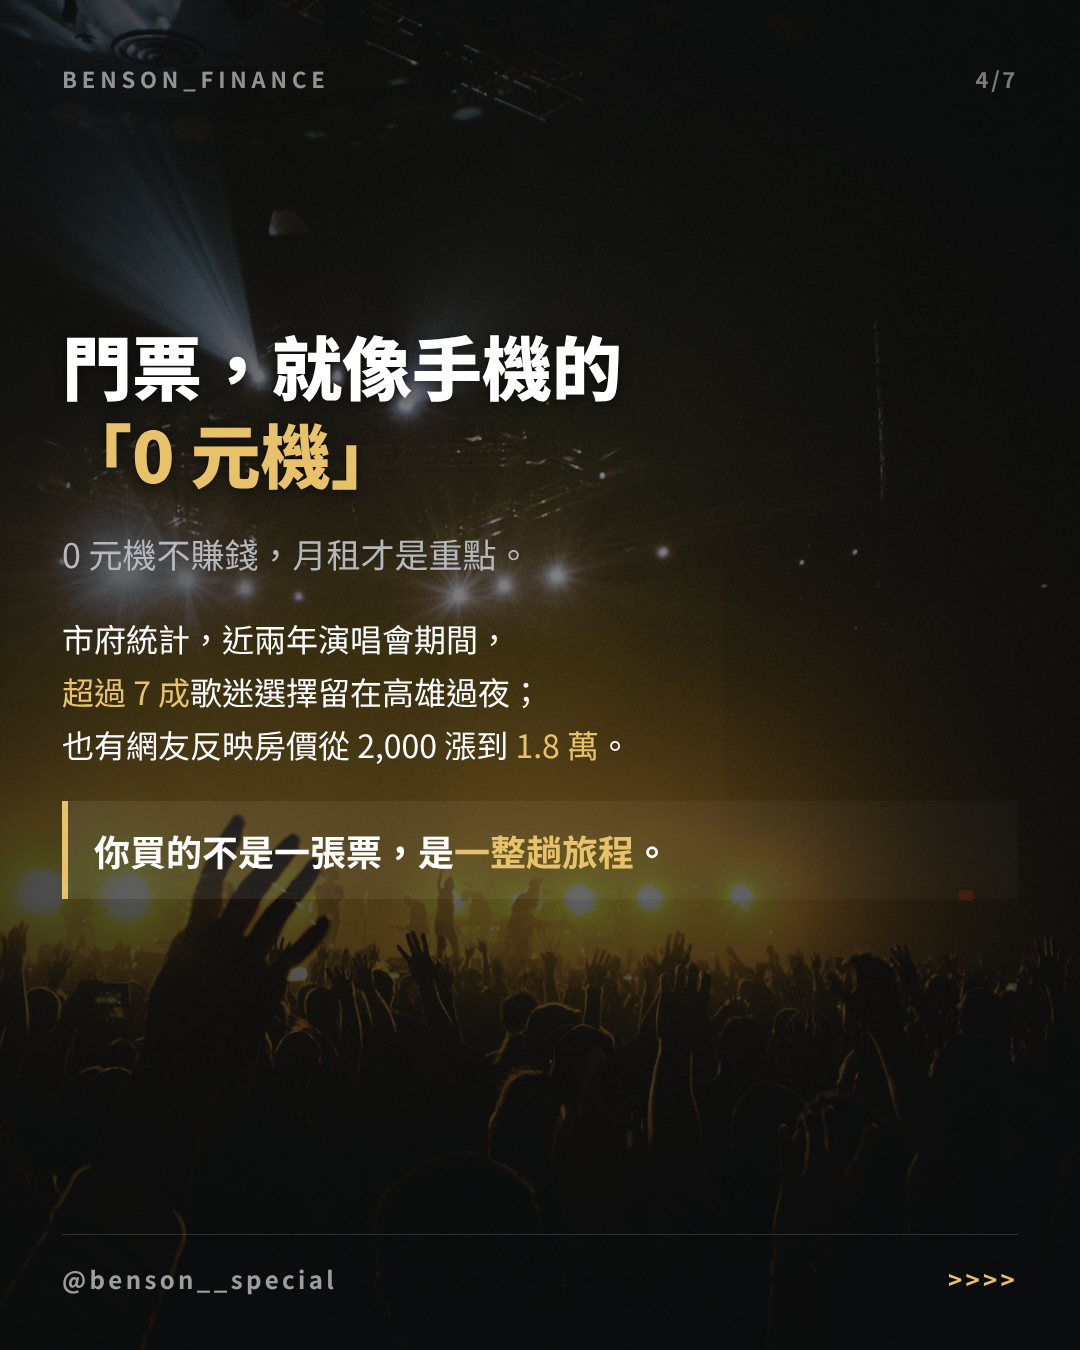 BENSON_FINANCE
4/7
門票，就像手機的
「0 元機」
0 元機不賺錢，月租才是重點。
市府統計，近兩年演唱會期間，
超過 7 成歌迷選擇留在高雄過夜；
也有網友反映房價從 2,000 漲到 1.8 萬。
你買的不是一張票，是一整趟旅程。
@benson__special
>>>>